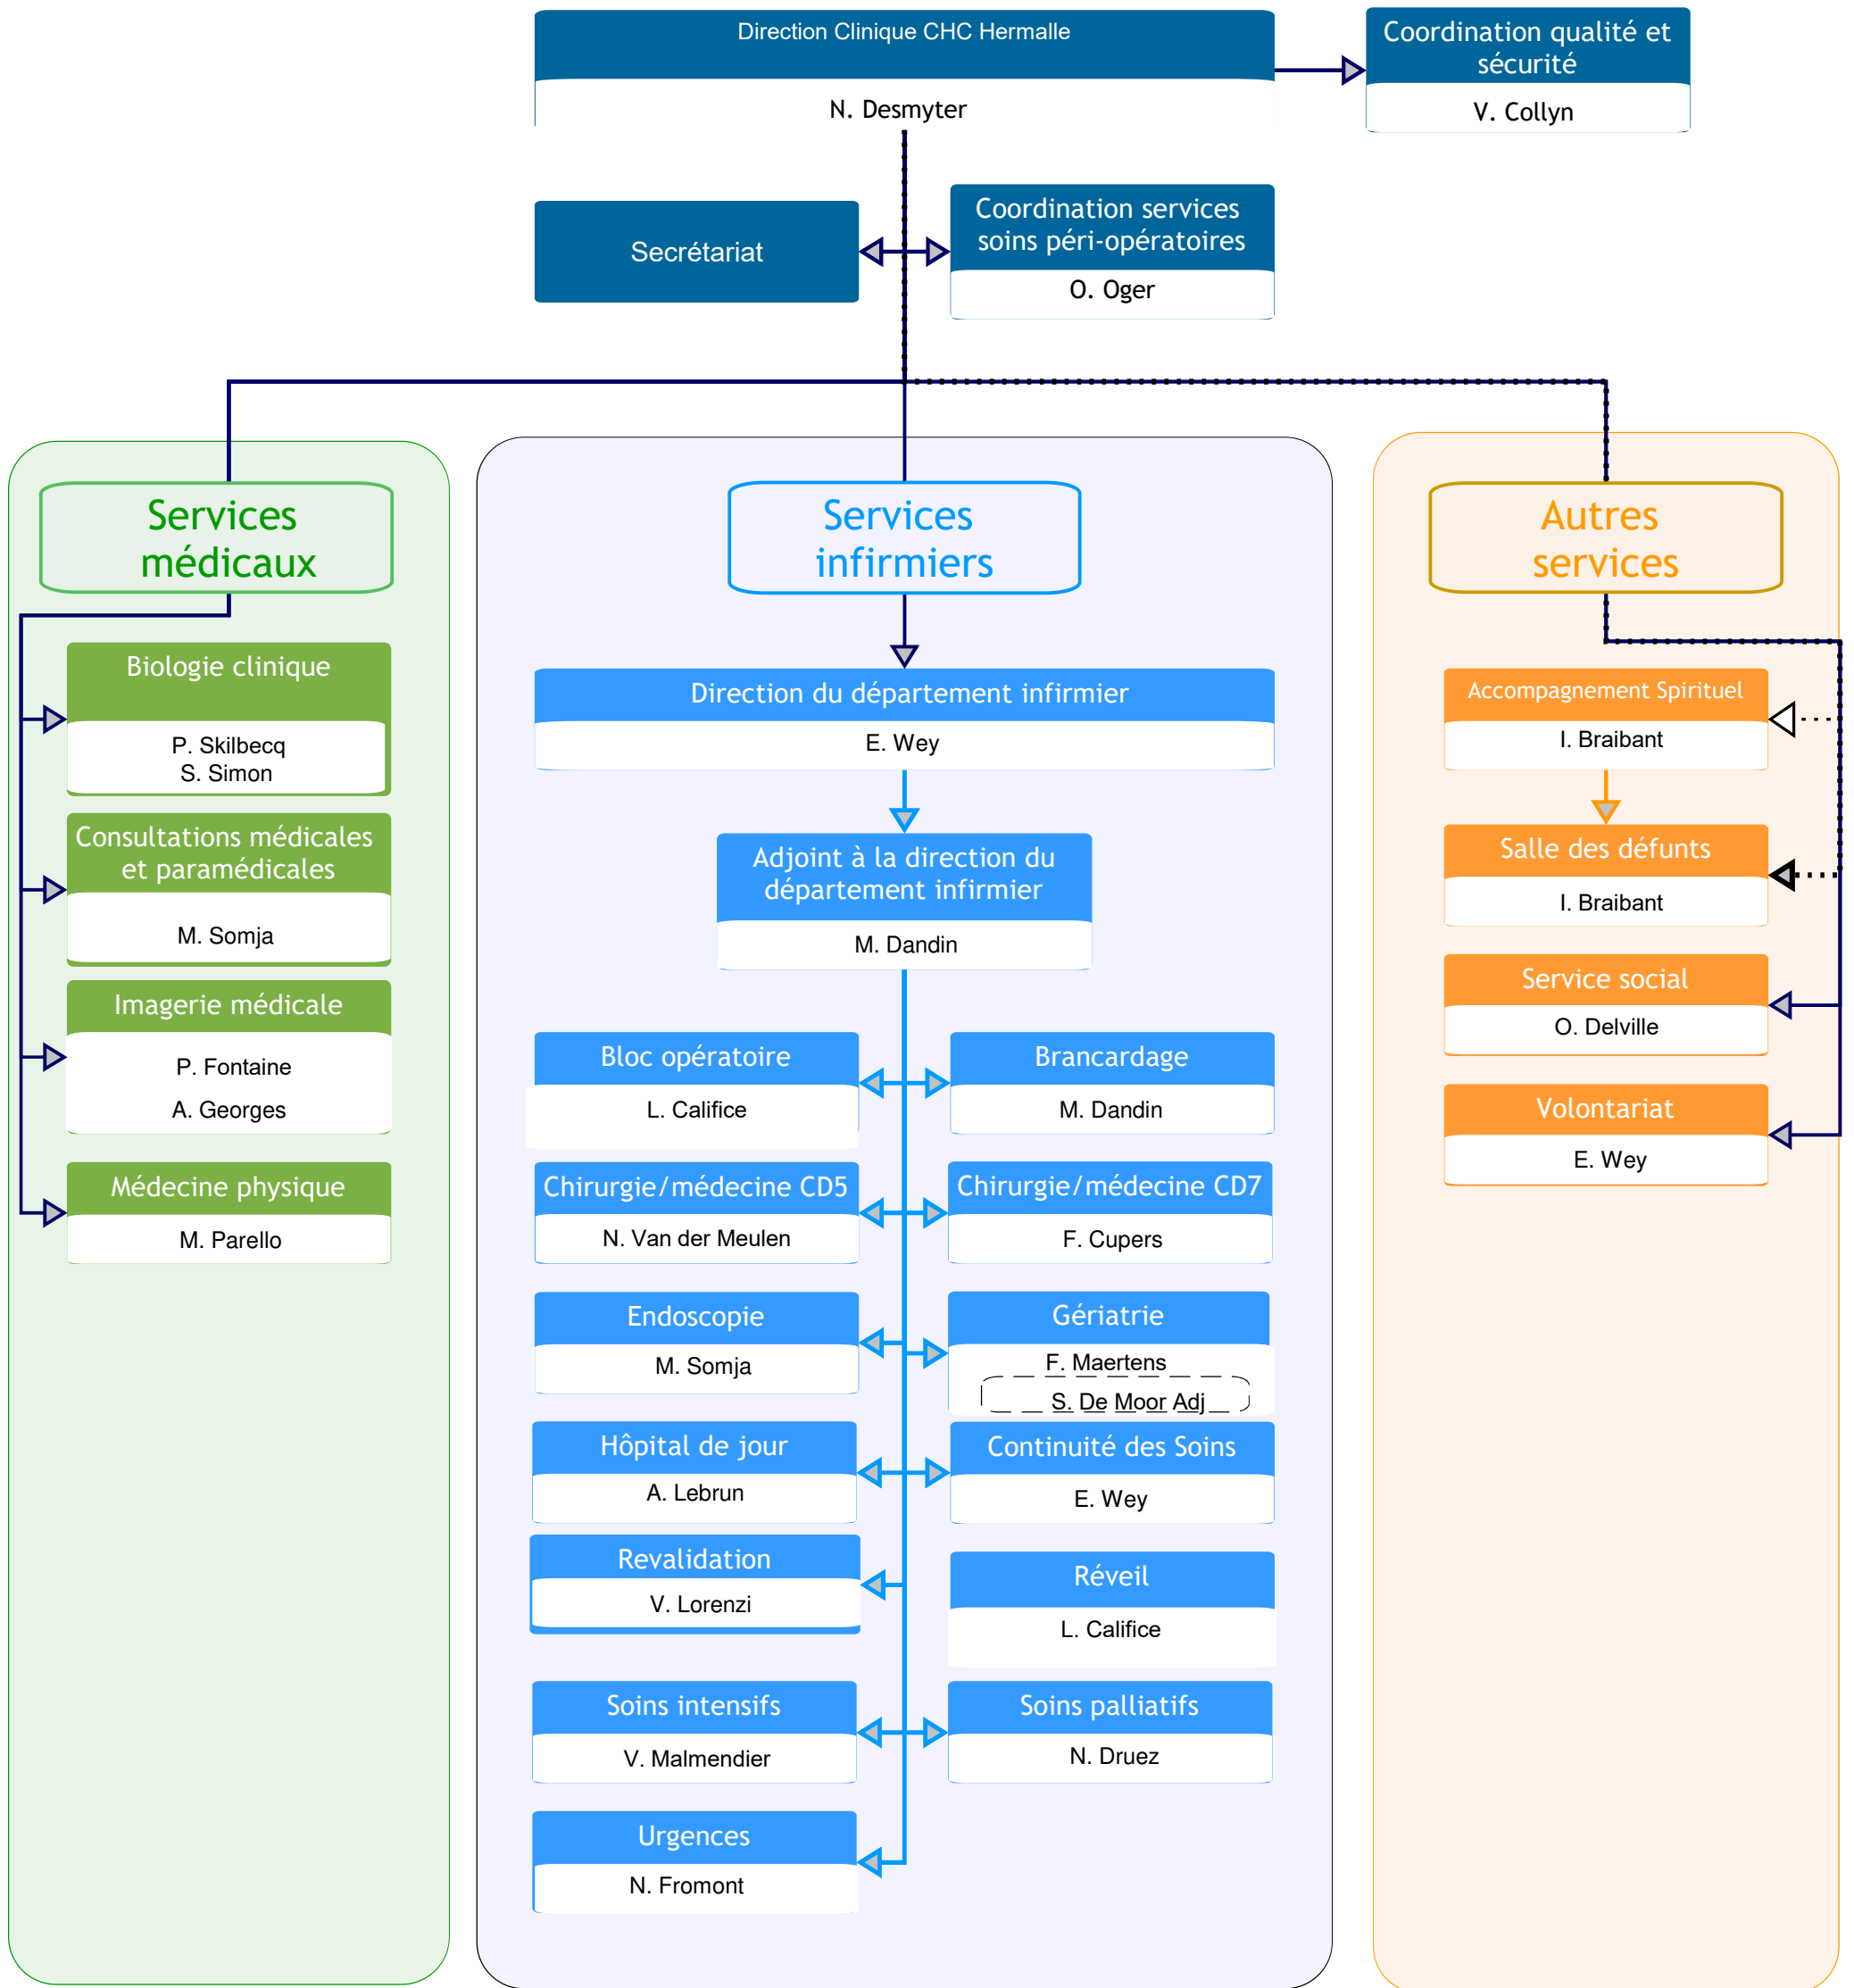 Direction Clinique CHC Hermalle
N. Desmyter
Coordination qualité et
sécurité
V. Collyn
Secrétariat
Coordination services
soins péri-opératoires
O. Oger
Services
médicaux
Biologie clinique
P. Skilbecq
S. Simon
Consultations médicales
et paramédicales
M. Somja
Imagerie médicale
P. Fontaine
A. Georges
Médecine physique
M. Parello
Services
infirmiers
Direction du département infirmier
E. Wey
Adjoint à la direction du
département infirmier
M. Dandin
Bloc opératoire
L. Califice
Brancardage
M. Dandin
Chirurgie/médecine CD5
N. Van der Meulen
Chirurgie/médecine CD7
F. Cupers
Endoscopie
M. Somja
Gériatrie
F. Maertens
S. De Moor Adj
Hôpital de jour
A. Lebrun
Continuité des Soins
E. Wey
Revalidation
V. Lorenzi
Réveil
L. Califice
Soins intensifs
V. Malmendier
Soins palliatifs
N. Druez
Urgences
N. Fromont
Autres
services
Accompagnement Spirituel
I. Braibant
Salle des défunts
I. Braibant
Service social
O. Delville
Volontariat
E. Wey